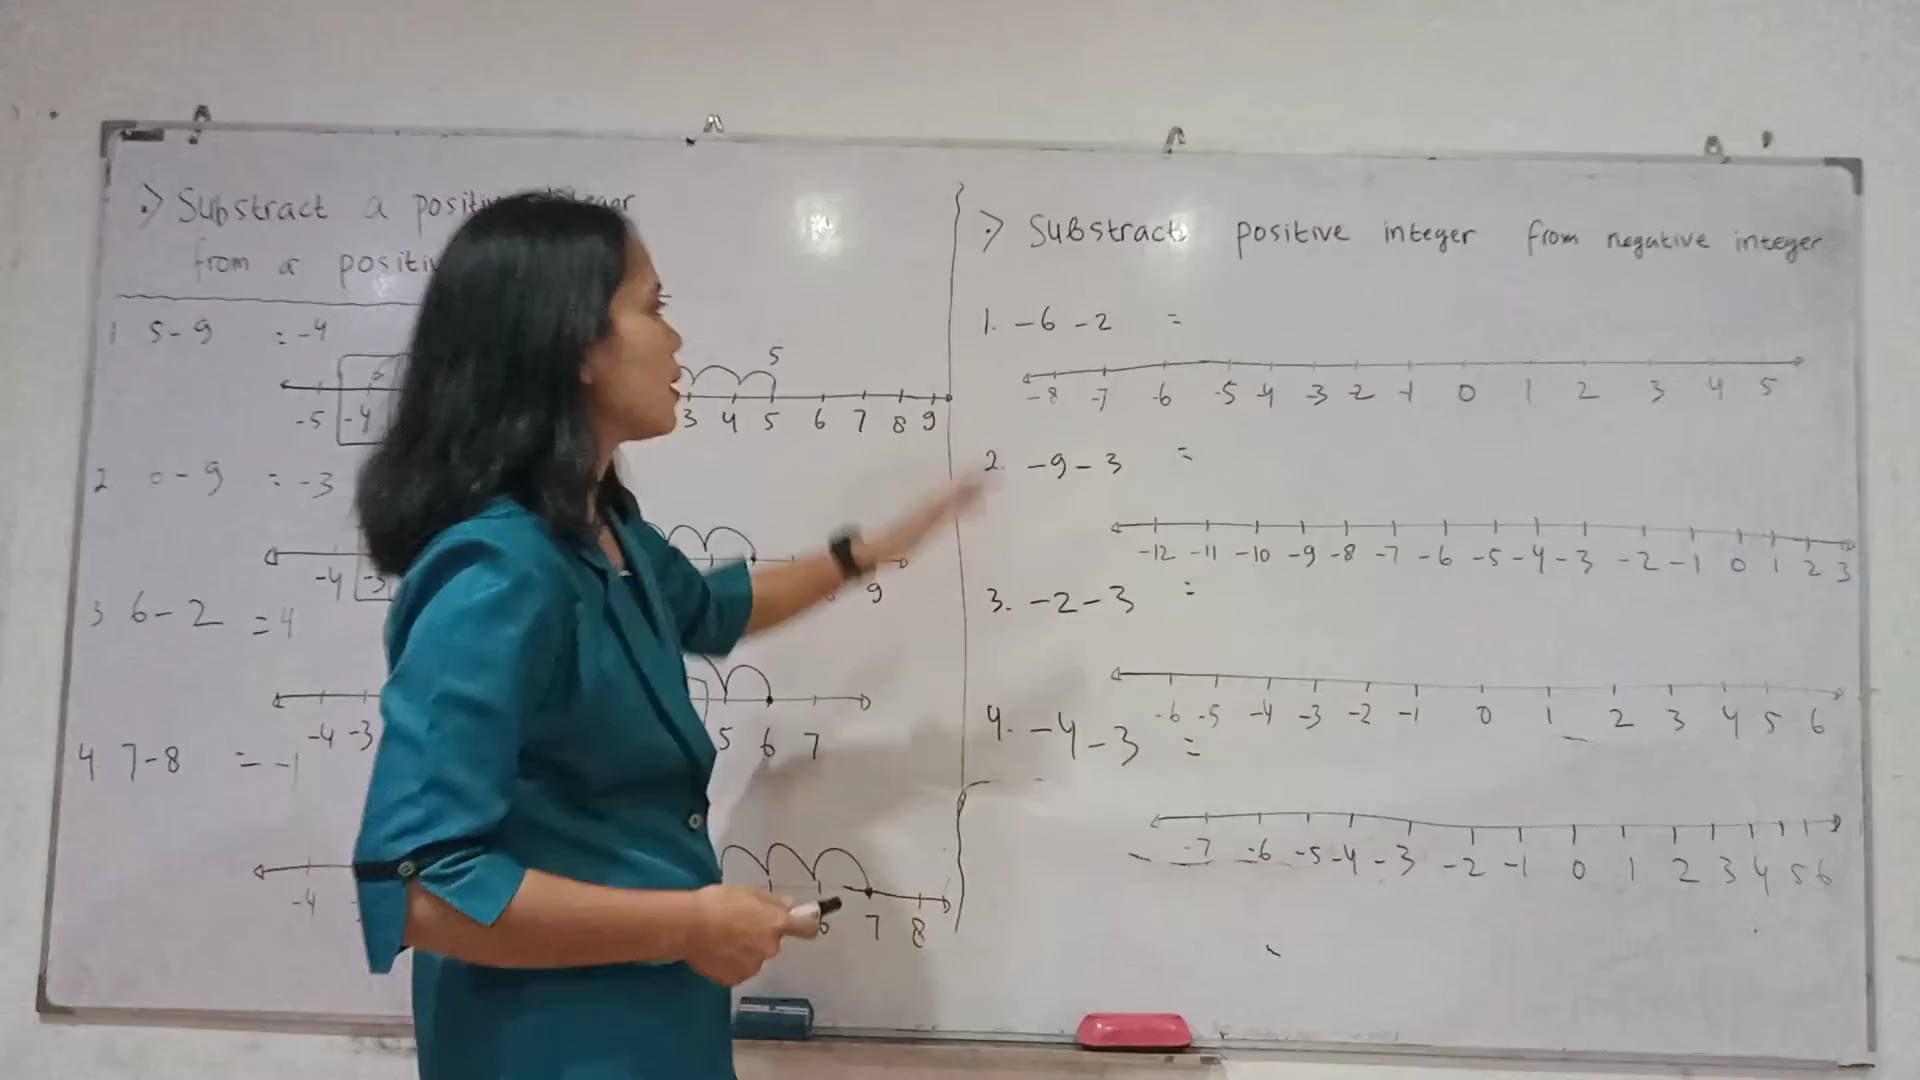 ·> Substract a
from a
1 5-9 = -4
5
-5 -4 3 4 5 6 7 8 9
2 -9 = -3
-4 -3 9
3 6-2 = 4
-4 -3 5 6 7
4 7-8 = -1
-4 6 7 8
·> Substract positive integer from negative integer
1. -6 -2 =
-8 -7 -6 -5 -4 -3 -2 -1 0 1 2 3 4 5
2. -9-3 =
-12 -11 -10 -9 -8 -7 -6 -5 -4 -3 -2 -1 0 1 2 3
3. -2-3 =
-6 -5 -4 -3 -2 -1 0 1 2 3 4 5 6
4. -4-3 =
-7 -6 -5 -4 -3 -2 -1 0 1 2 3 4 5 6